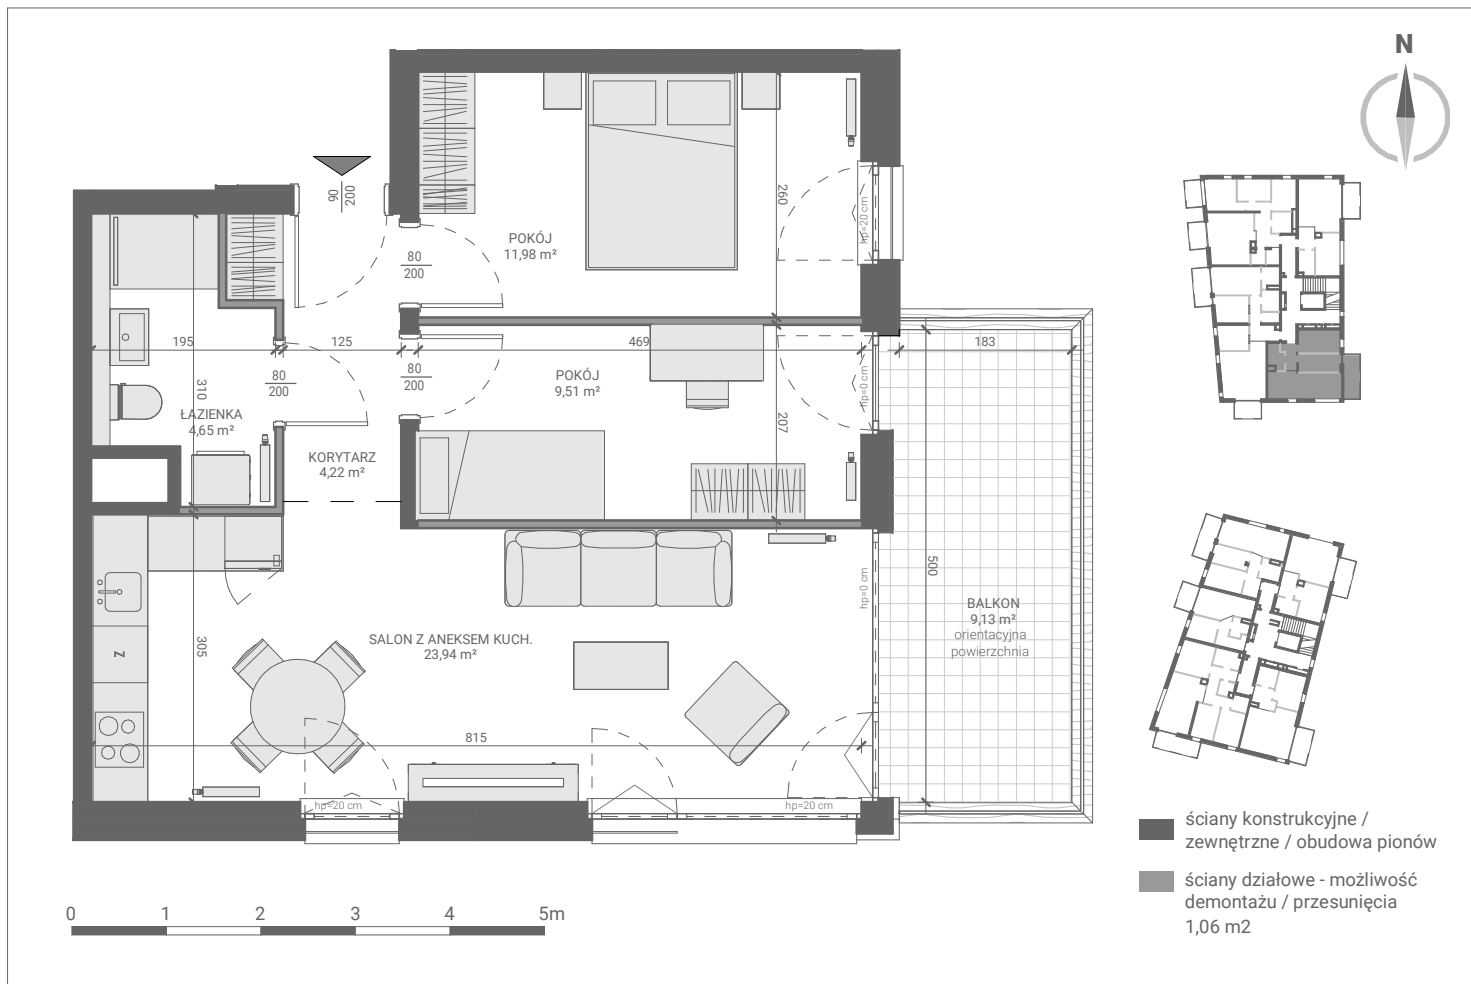 N
90
200
260
hp=20 cm
POKÓJ
11,98 m²
80
200
195
125
469
183
80
200
80
200
POKÓJ
9,51 m²
hp=0 cm
310
ŁAZIENKA
4,65 m²
207
KORYTARZ
4,22 m²
500
hp=0 cm
BALKON
9,13 m²
orientacyjna
powierzchnia
305
SALON Z ANEKSEM KUCH.
23,94 m²
Z
815
hp=20 cm
hp=20 cm
ściany konstrukcyjne /
zewnętrzne / obudowa pionów
ściany działowe - możliwość
demontażu / przesunięcia
1,06 m2
0 1 2 3 4 5m